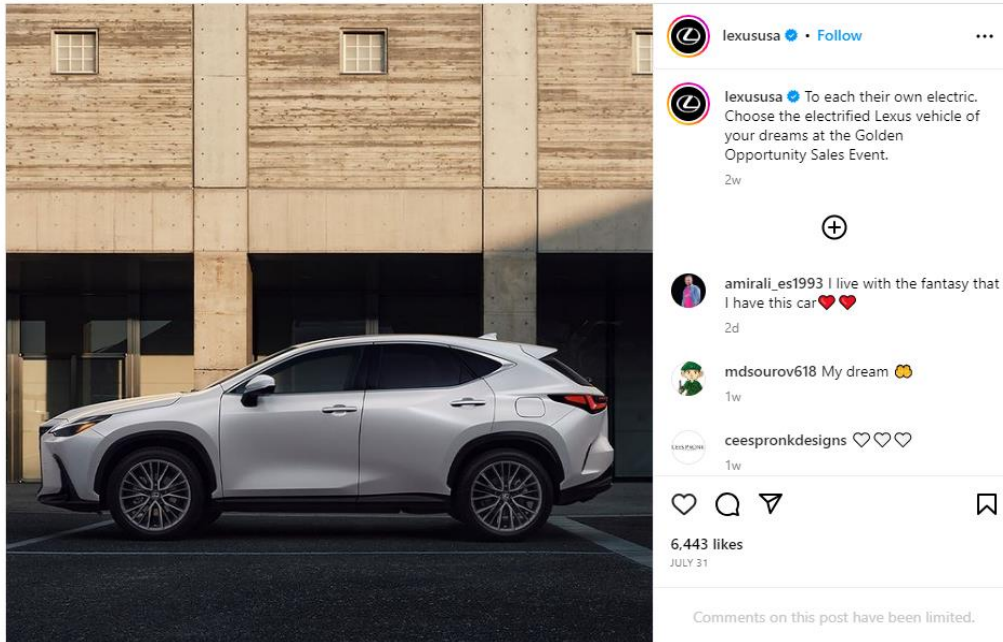 lexususa • Follow
lexususa To each their own electric.
Choose the electrified Lexus vehicle of
your dreams at the Golden
Opportunity Sales Event.
2w
amirali_es1993 I live with the fantasy that
I have this car❤️❤️
2d
mdsourov618 My dream 🤲
1w
ceespronkdesigns ♡♡♡
1w
6,443 likes
JULY 31
Comments on this post have been limited.